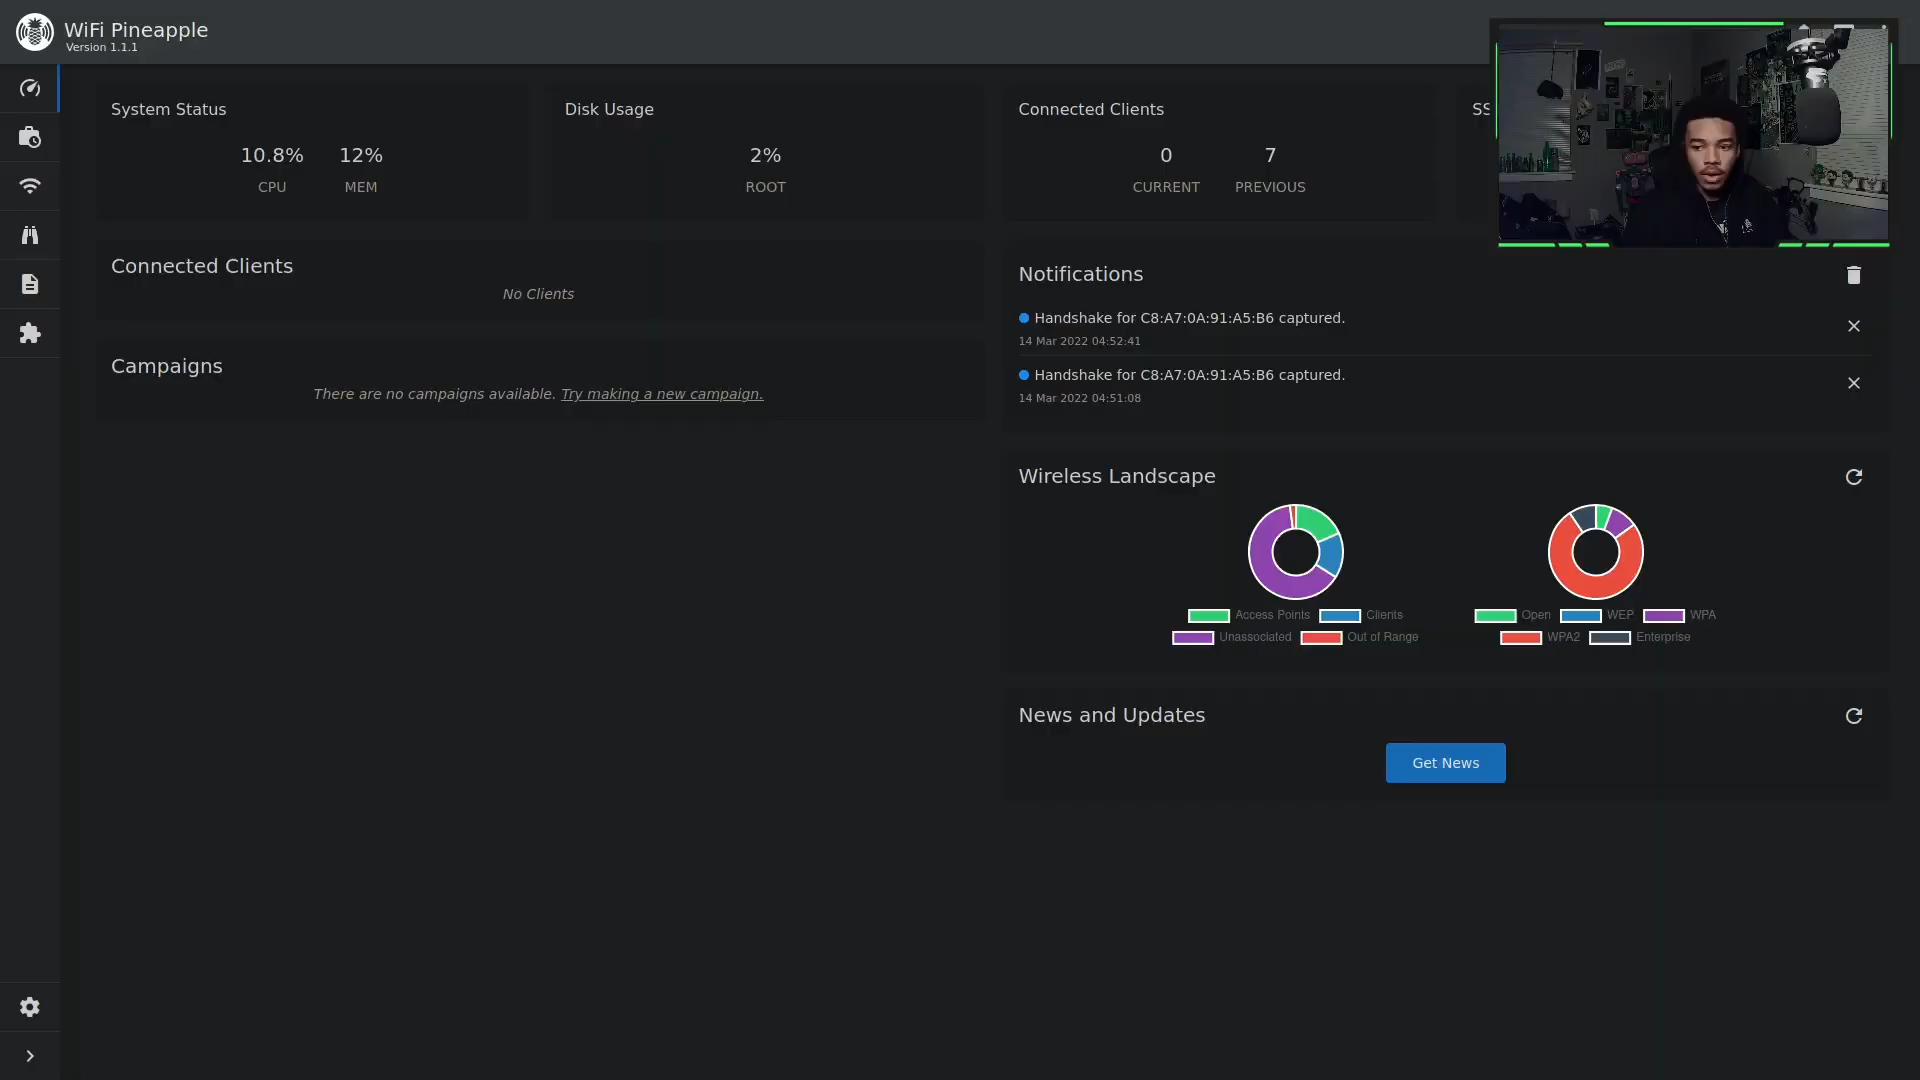 WiFi Pineapple
Version 1.1.1
System Status
10.8%
12%
CPU
MEM
Disk Usage
2%
ROOT
Connected Clients
0
7
CURRENT
PREVIOUS
SS
Connected Clients
No Clients
Campaigns
There are no campaigns available. Try making a new campaign.
Notifications
Handshake for C8:A7:0A:91:A5:B6 captured.
14 Mar 2022 04:52:41
Handshake for C8:A7:0A:91:A5:B6 captured.
14 Mar 2022 04:51:08
Wireless Landscape
Access Points
Clients
Unassociated
Out of Range
Open
WEP
WPA
WPA2
Enterprise
News and Updates
Get News